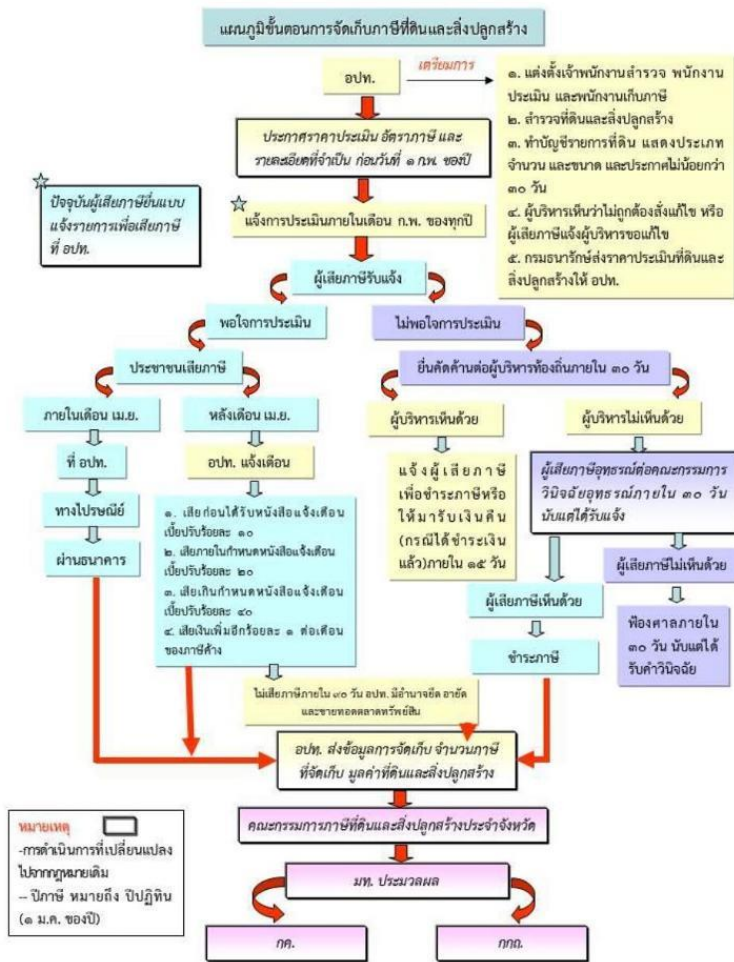 แผนภูมิขั้นตอนการจัดเก็บภาษีที่ดินและสิ่งปลูกสร้าง
อปท.
เตรียมการ
๑. แต่งตั้งเจ้าพนักงานสำรวจ พนักงาน
ประเมิน และพนักงานเก็บภาษี
๒. สำรวจที่ดินและสิ่งปลูกสร้าง
๓. ทำบัญชีรายการที่ดิน แสดงประเภท
จำนวน และขนาด และประกาศไม่น้อยกว่า
๓๐ วัน
๔. ผู้บริหารเห็นว่าไม่ถูกต้องสั่งแก้ไข หรือ
ผู้เสียภาษีแจ้งผู้บริหารขอแก้ไข
๕. กรมธนารักษ์ส่งราคาประเมินที่ดินและ
สิ่งปลูกสร้างให้ อปท.
ประกาศราคาประเมิน อัตราภาษี และ
รายละเอียดที่จำเป็น ก่อนวันที่ ๑ ก.พ. ของปี
ปัจจุบันผู้เสียภาษียื่นแบบ
แจ้งรายการเพื่อเสียภาษี
ที่ อปท.
แจ้งการประเมินภายในเดือน ก.พ. ของทุกปี
ผู้เสียภาษีรับแจ้ง
พอใจการประเมิน
ไม่พอใจการประเมิน
ประชาชนเสียภาษี
ยื่นคัดค้านต่อผู้บริหารท้องถิ่นภายใน ๓๐ วัน
ภายในเดือน เม.ย.
หลังเดือน เม.ย.
ผู้บริหารเห็นด้วย
ผู้บริหารไม่เห็นด้วย
ที่ อปท.
อปท. แจ้งเตือน
แจ้งผู้เสียภาษี
เพื่อชำระภาษีหรือ
ให้มารับเงินคืน
(กรณีได้ชำระเงิน
แล้ว)ภายใน ๑๕ วัน
ผู้เสียภาษีอุทธรณ์ต่อคณะกรรมการ
วินิจฉัยอุทธรณ์ภายใน ๓๐ วัน
นับแต่ได้รับแจ้ง
ทางไปรษณีย์
ผ่านธนาคาร
๑. เสียก่อนได้รับหนังสือแจ้งเตือน
เบี้ยปรับร้อยละ ๑๐
๒. เสียภายในกำหนดหนังสือแจ้งเตือน
เบี้ยปรับร้อยละ ๒๐
๓. เสียเกินกำหนดหนังสือแจ้งเตือน
เบี้ยปรับร้อยละ ๔๐
๔. เสียเงินเพิ่มอีกร้อยละ ๑ ต่อเดือน
ของภาษีค้าง
ผู้เสียภาษีไม่เห็นด้วย
ผู้เสียภาษีเห็นด้วย
ฟ้องศาลภายใน
๓๐ วัน นับแต่ได้
รับคำวินิจฉัย
ชำระภาษี
ไม่เสียภาษีภายใน ๙๐ วัน อปท. มีอำนาจยึด อายัด
และขายทอดตลาดทรัพย์สิน
อปท. ส่งข้อมูลการจัดเก็บ จำนวนภาษี
ที่จัดเก็บ มูลค่าที่ดินและสิ่งปลูกสร้าง
คณะกรรมการภาษีที่ดินและสิ่งปลูกสร้างประจำจังหวัด
มท. ประมวลผล
กค.
กกถ.
หมายเหตุ
-การดำเนินการที่เปลี่ยนแปลง
ไปจากกฎหมายเดิม
-- ปีภาษี หมายถึง ปีปฏิทิน
(๑ ม.ค. ของปี)